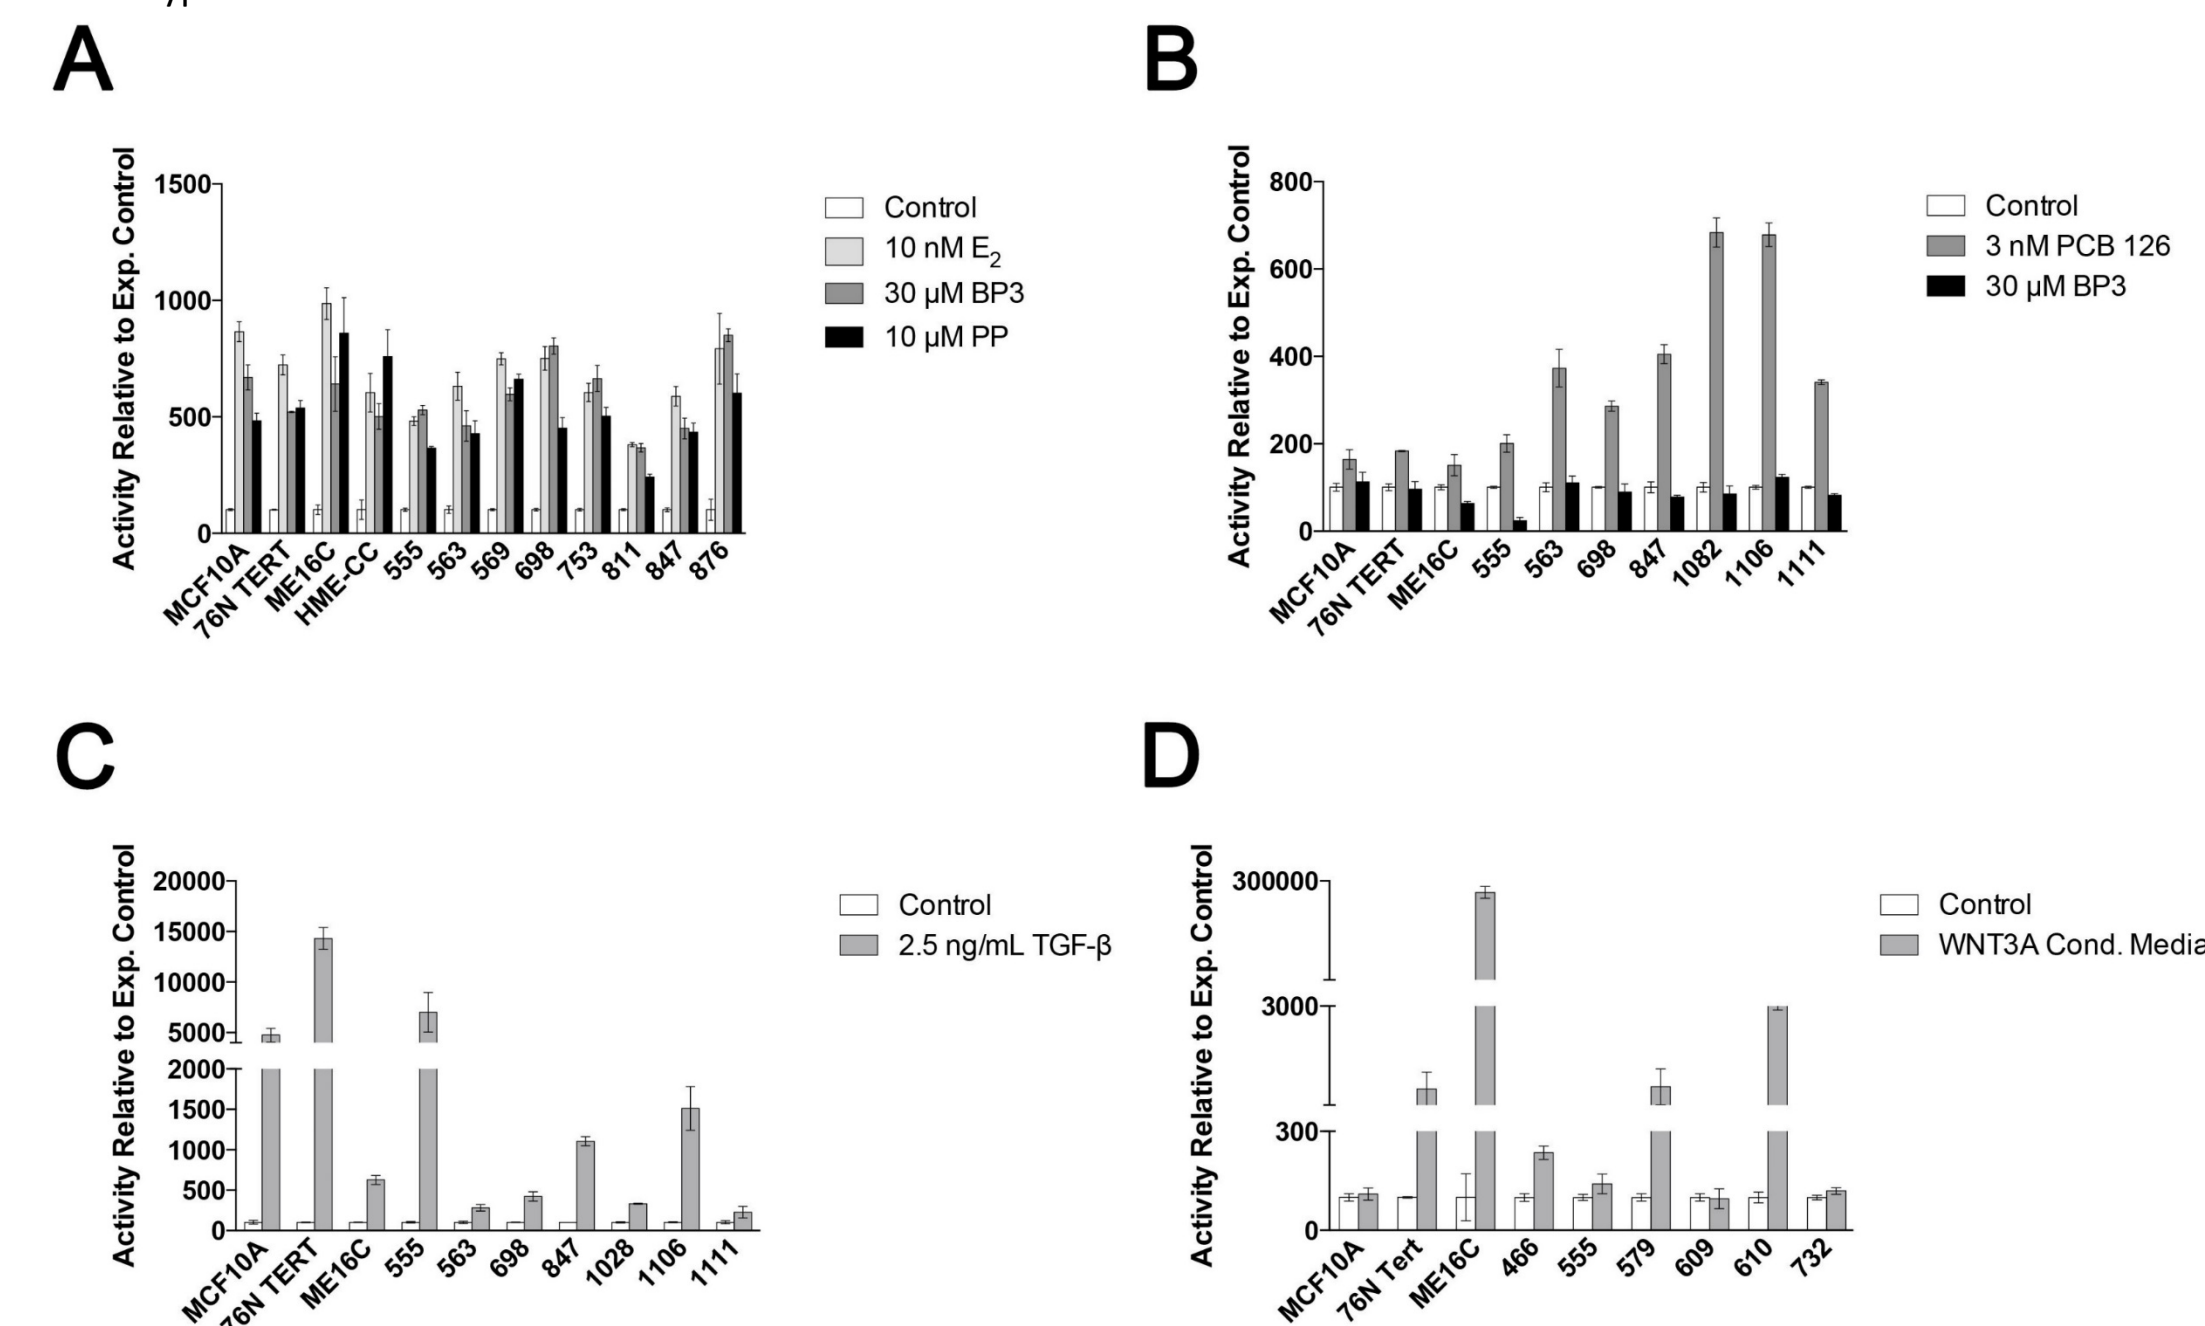 A
Activity Relative to Exp. Control
1500
1000
500
0
MCF10A
76N TERT
ME16C
HME-CC
555
563
569
698
753
811
847
876
Control
10 nM E2
30 µM BP3
10 µM PP
B
Activity Relative to Exp. Control
800
600
400
200
0
MCF10A
76N TERT
ME16C
555
563
698
847
1082
1106
1111
Control
3 nM PCB 126
30 µM BP3
C
Activity Relative to Exp. Control
20000
15000
10000
5000
2000
1500
1000
500
0
MCF10A
76N TERT
ME16C
555
563
698
847
1028
1106
1111
Control
2.5 ng/mL TGF-β
D
Activity Relative to Exp. Control
300000
3000
300
0
MCF10A
76N Tert
ME16C
466
555
579
609
610
732
Control
WNT3A Cond. Media